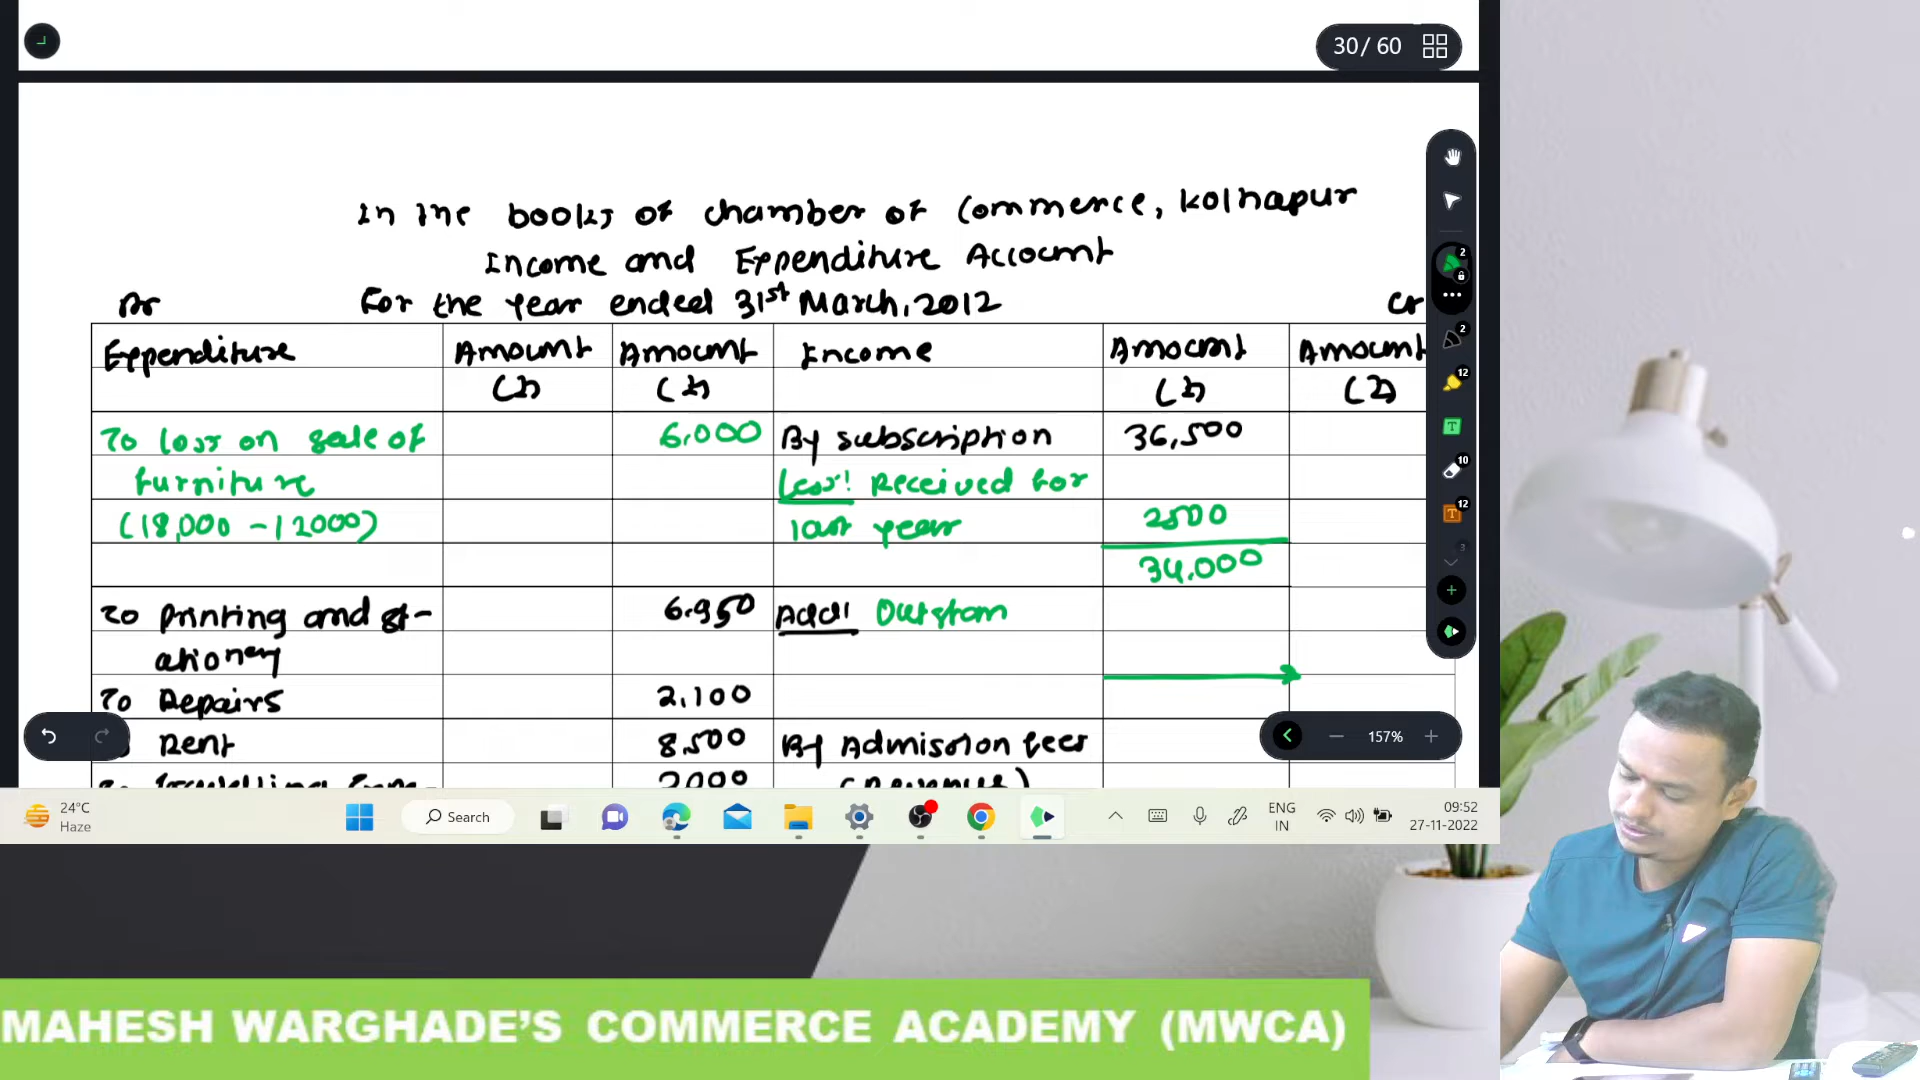 30 / 60
In the books of chamber of Commerce, Kolhapur
Income and Expenditure Account
Dr For the Year ended 31st March, 2012 Cr
Expenditure Amount Amount Income Amount Amount
(₹) (₹) (₹) (₹)
To loss on sale of 6,000 By subscription 36,500
furniture Less: Received for
(18,000 - 12000) last year 2500
34,000
To Printing and st- 6,950 Add: Outstan
ationery
To Repairs 2,100
Rent 8,500 By Admission fees
157%
24°C
Haze
Search
ENG
IN
09:52
27-11-2022
MAHESH WARGHADE'S COMMERCE ACADEMY (MWCA)